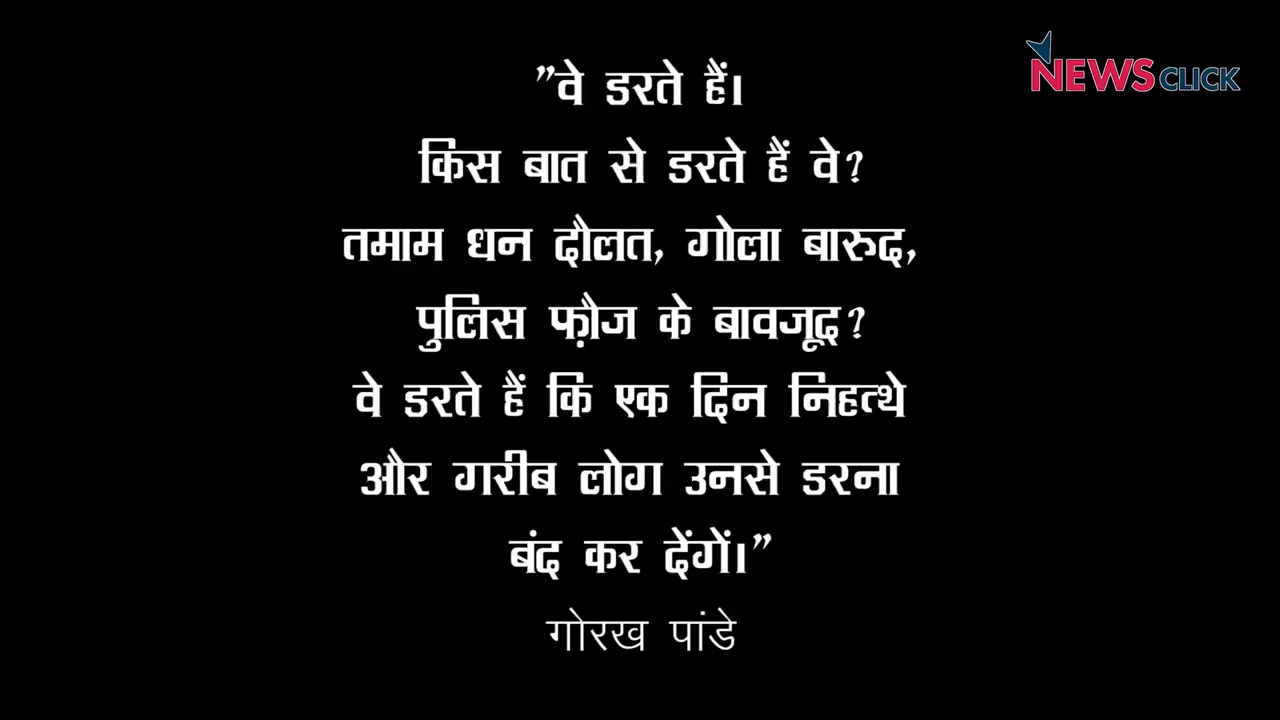 NEWSCLICK
"वे डरते हैं।
किस बात से डरते हैं वे?
तमाम धन दौलत, गोला बारुद,
पुलिस फ़ौज के बावजूद?
वे डरते हैं कि एक दिन निहत्थे
और गरीब लोग उनसे डरना
बंद कर देंगें।"
गोरख पांडे